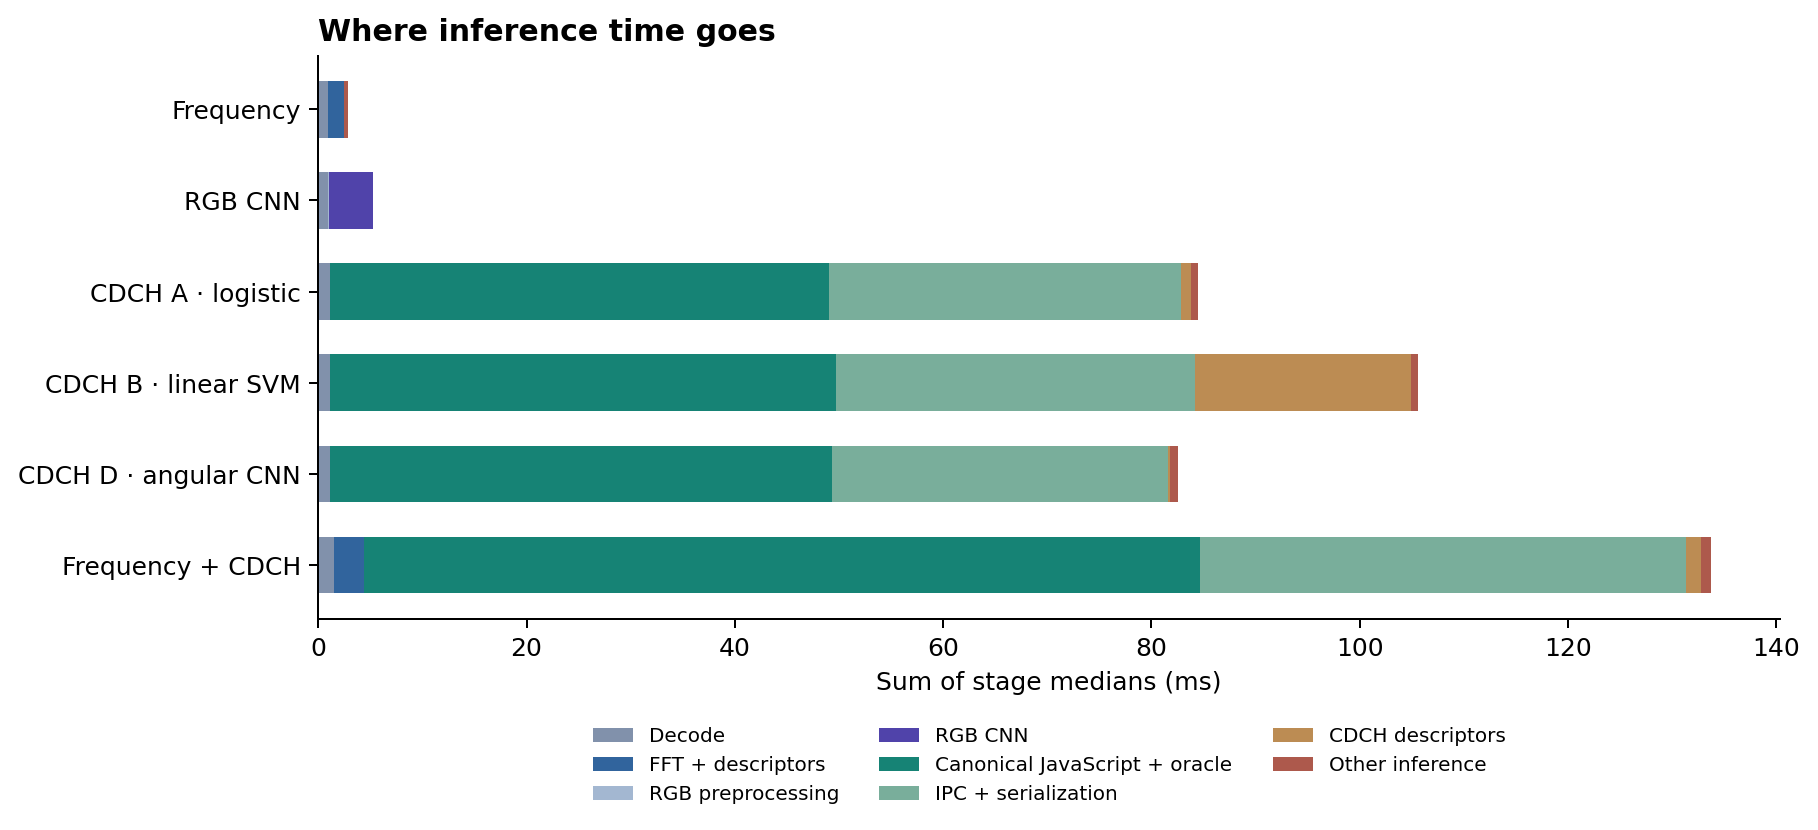 Where inference time goes
Frequency
RGB CNN
CDCH A · logistic
CDCH B · linear SVM
CDCH D · angular CNN
Frequency + CDCH
0 20 40 60 80 100 120 140
Sum of stage medians (ms)
Decode
FFT + descriptors
RGB preprocessing
RGB CNN
Canonical JavaScript + oracle
IPC + serialization
CDCH descriptors
Other inference